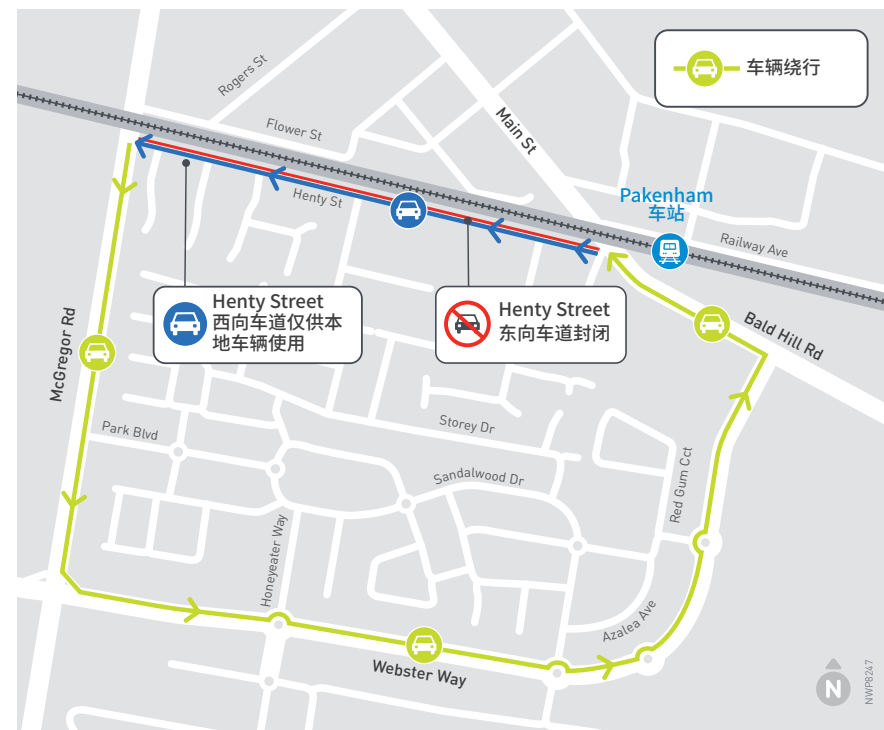 车辆绕行
Rogers St
Flower St
Main St
Pakenham
车站
Henty St
Railway Ave
Henty Street
西向车道仅供本
地车辆使用
Henty Street
东向车道封闭
Bald Hill Rd
McGregor Rd
Storey Dr
Park Blvd
Sandalwood Dr
Red Gum Cct
Honeyeater Way
Azalea Ave
Webster Way
N
NWP8247